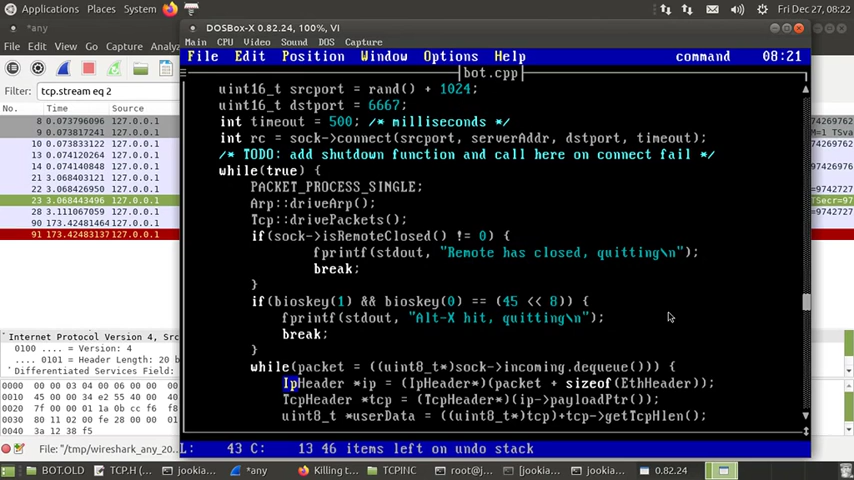 Applications Places System Fri Dec 27, 08:22
*any
File Edit View Go Capture
tcp.stream eq 2
No. Time Source
8 0.073796096 127.0.0.1
9 0.073817241 127.0.0.1
10 0.073833122 127.0.0.1
13 0.074120264 127.0.0.1
14 0.074140848 127.0.0.1
21 3.068400650 127.0.0.1
22 3.068426950 127.0.0.1
23 3.068443496 127.0.0.1
28 3.111067059 127.0.0.1
90 173.42428137 127.0.0.1
91 173.42483137 127.0.0.1
Internet Protocol Version 4, Src
0100 .... = Version: 4
.... 0101 = Header Length: 20 b
Differentiated Services Field:
DOSBox-X 0.82.24, 100%, VI
Main CPU Video Sound DOS Capture
File Edit Position Window Options Help command 08:21
bot.cpp
uint16_t srcport = rand() + 1024;
uint16_t dstport = 6667;
int timeout = 500; /* milliseconds */
int rc = sock->connect(srcport, serverAddr, dstport, timeout);
/* TODO: add shutdown function and call here on connect fail */
while(true) {
PACKET_PROCESS_SINGLE;
Arp::driveArp();
Tcp::drivePackets();
if(sock->isRemoteClosed() != 0) {
fprintf(stdout, "Remote has closed, quitting\n");
break;
}
if(bioskey(1) && bioskey(0) == (45 << 8)) {
fprintf(stdout, "Alt-X hit, quitting\n");
break;
}
while(packet = ((uint8_t*)sock->incoming.dequeue())) {
IpHeader *ip = (IpHeader*)(packet + sizeof(EthHeader));
TcpHeader *tcp = (TcpHeader*)(ip->payloadPtr());
uint8_t *userData = ((uint8_t*)tcp)+tcp->getTcpHlen();
L: 43 C: 13 46 items left on undo stack
File: "/tmp/wireshark_any_20
BOT.OLD TCP.H (... jookia... *any Killing t... TCPINC root@j... [jookia... jookia@... 0.82.24